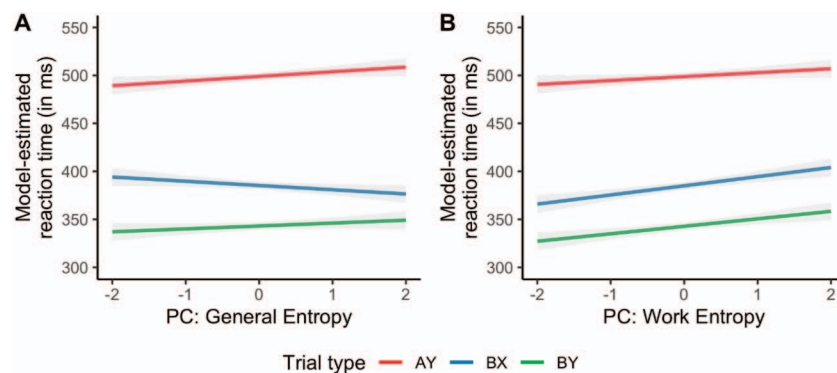 A
Model-estimated
reaction time (in ms)
550
500
450
400
350
300
-2
-1
0
1
2
PC: General Entropy
B
Model-estimated
reaction time (in ms)
550
500
450
400
350
300
-2
-1
0
1
2
PC: Work Entropy
Trial type AY BX BY